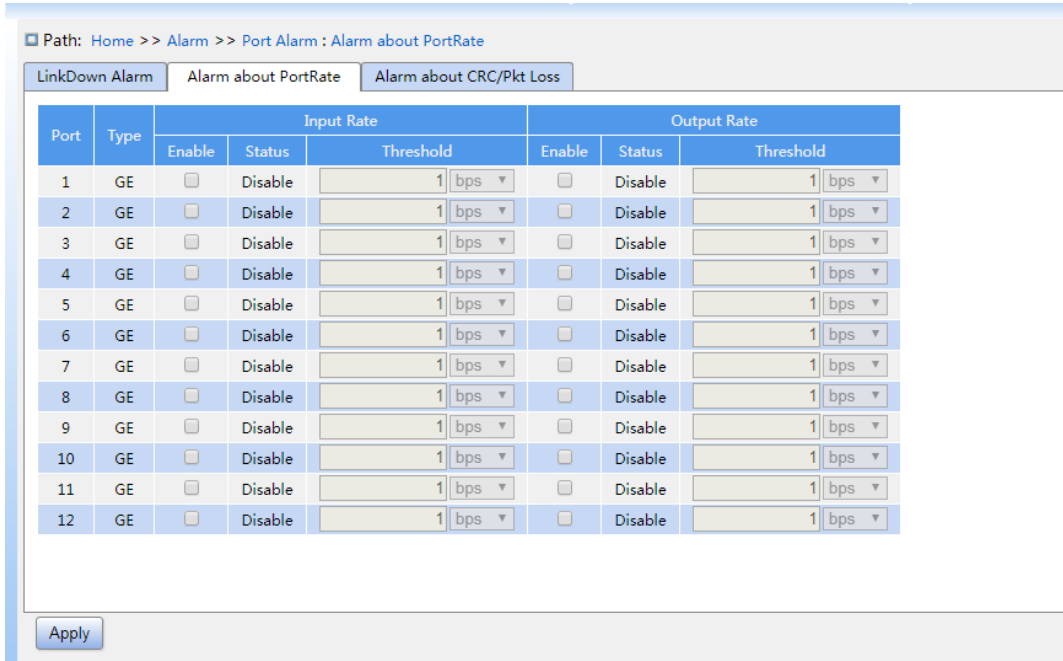 Path: Home >> Alarm >> Port Alarm : Alarm about PortRate
LinkDown Alarm Alarm about PortRate Alarm about CRC/Pkt Loss
Port Type Input Rate Output Rate
Enable Status Threshold Enable Status Threshold
1 GE Disable 1 bps Disable 1 bps
2 GE Disable 1 bps Disable 1 bps
3 GE Disable 1 bps Disable 1 bps
4 GE Disable 1 bps Disable 1 bps
5 GE Disable 1 bps Disable 1 bps
6 GE Disable 1 bps Disable 1 bps
7 GE Disable 1 bps Disable 1 bps
8 GE Disable 1 bps Disable 1 bps
9 GE Disable 1 bps Disable 1 bps
10 GE Disable 1 bps Disable 1 bps
11 GE Disable 1 bps Disable 1 bps
12 GE Disable 1 bps Disable 1 bps
Apply